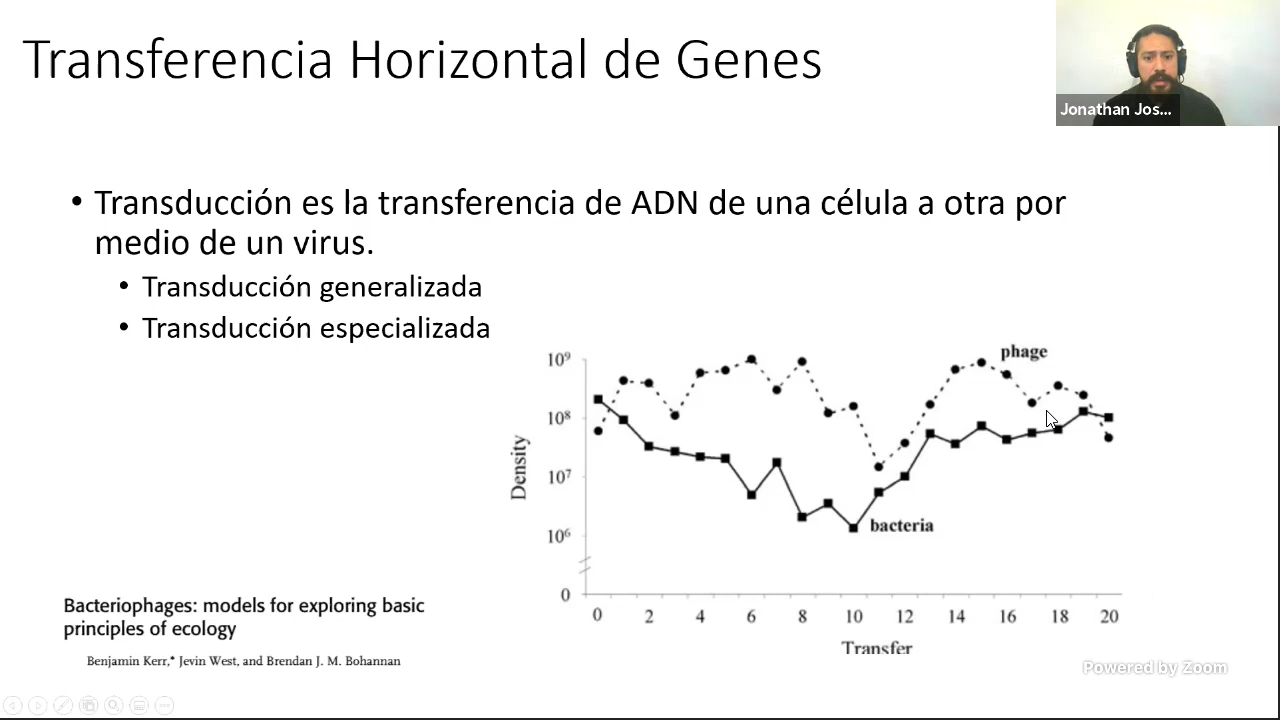 Transferencia Horizontal de Genes
Jonathan Jos...
• Transducción es la transferencia de ADN de una célula a otra por
medio de un virus.
• Transducción generalizada
• Transducción especializada
phage
bacteria
Density
10⁹
10⁸
10⁷
10⁶
0
0 2 4 6 8 10 12 14 16 18 20
Transfer
Bacteriophages: models for exploring basic
principles of ecology
Benjamin Kerr,* Jevin West, and Brendan J. M. Bohannan
Powered by Zoom